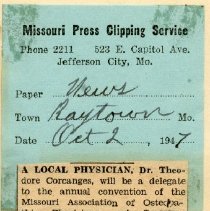 Missouri Press Clipping Service
Phone 2211 523 E. Capitol Ave.
Jefferson City, Mo.
Paper News
Town Raytown Mo.
Date Oct 2 1947
A LOCAL PHYSICIAN, Dr. Theo-
dore Corcanges, will be a delegate
to the annual convention of the
Missouri Association of Osteopa-